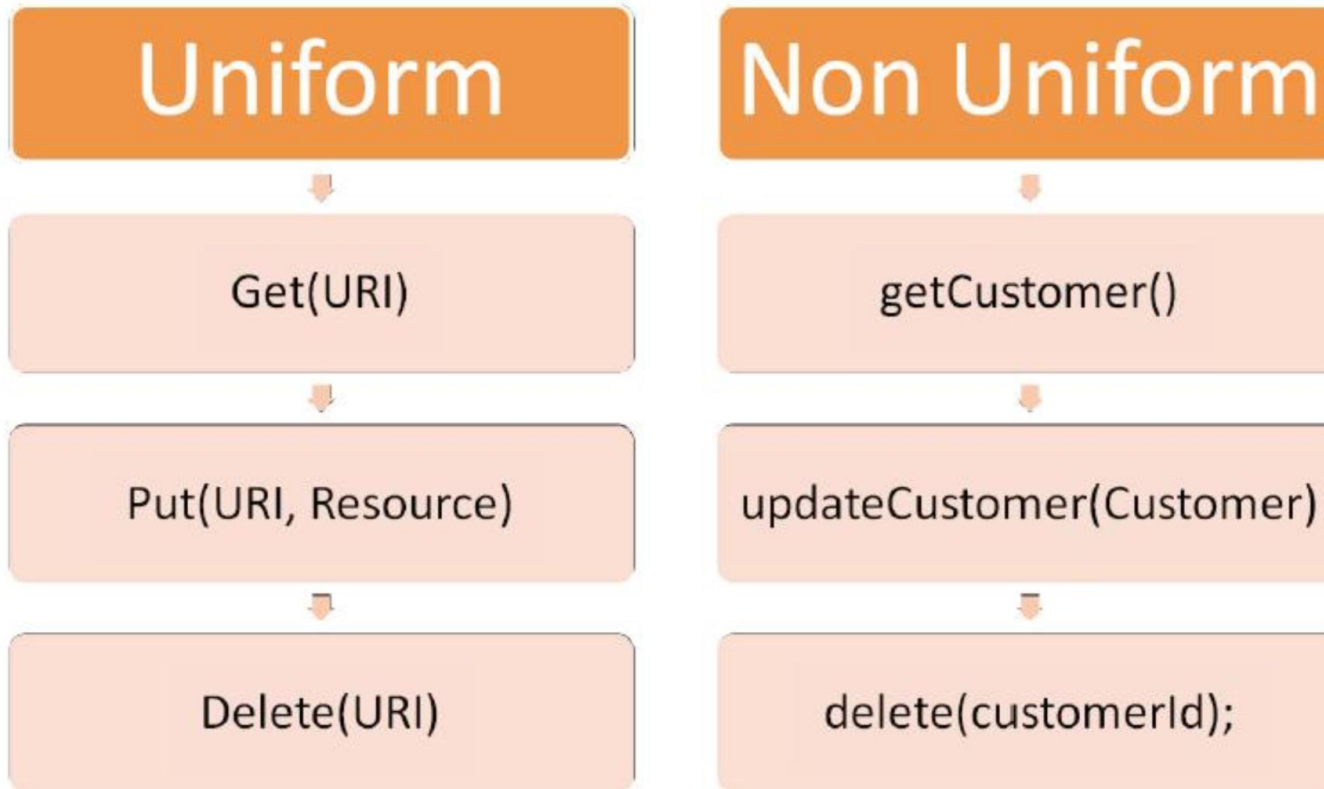 Uniform
Get(URI)
Put(URI, Resource)
Delete(URI)
Non Uniform
getCustomer()
updateCustomer(Customer)
delete(customerId);